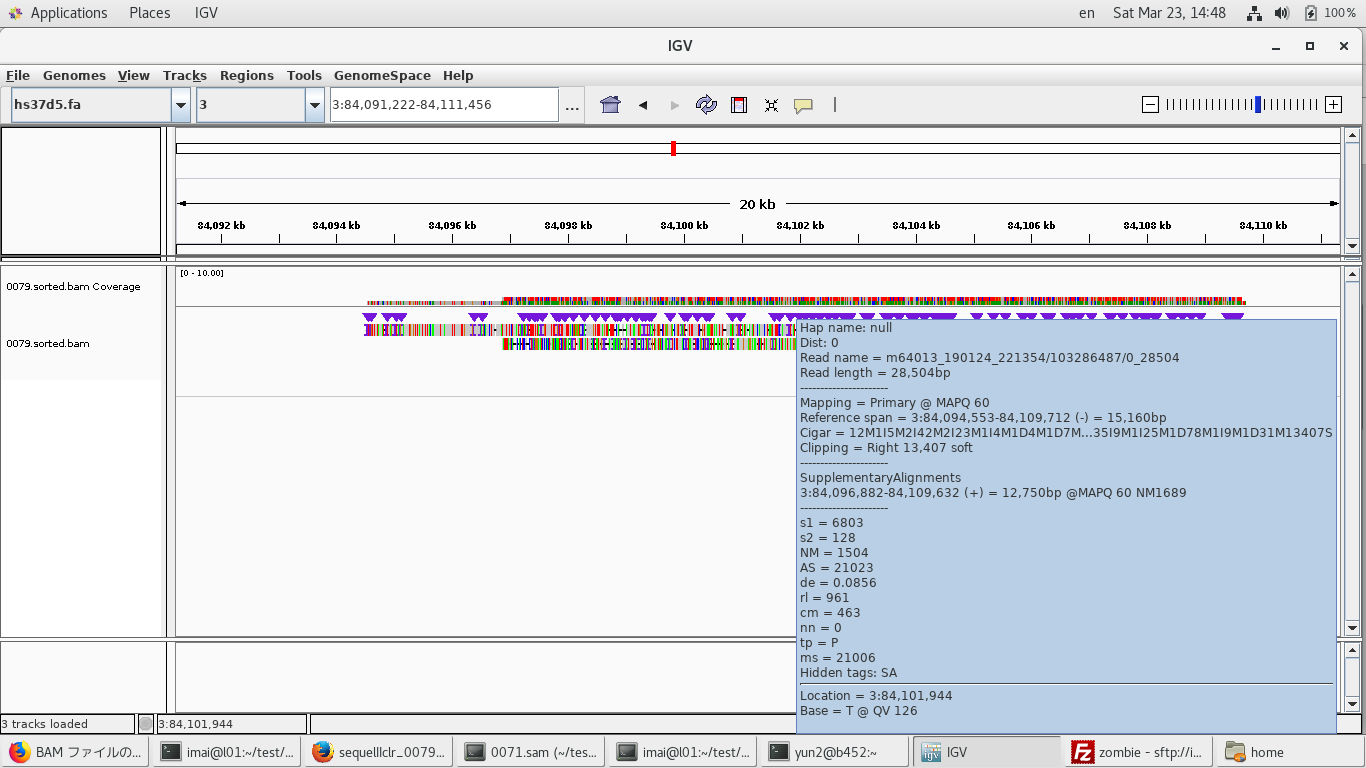 Applications Places IGV en Sat Mar 23, 14:48 100%
IGV
File Genomes View Tracks Regions Tools GenomeSpace Help
hs37d5.fa 3 3:84,091,222-84,111,456 ...
20 kb
84,092 kb 84,094 kb 84,096 kb 84,098 kb 84,100 kb 84,102 kb 84,104 kb 84,106 kb 84,108 kb 84,110 kb
[0 - 10.00]
0079.sorted.bam Coverage
0079.sorted.bam
Hap name: null
Dist: 0
Read name = m64013_190124_221354/103286487/0_28504
Read length = 28,504bp
----------------------
Mapping = Primary @ MAPQ 60
Reference span = 3:84,094,553-84,109,712 (-) = 15,160bp
Cigar = 12M1I5M2I42M2I23M1I4M1D4M1D7M...35I9M1I25M1D78M1I9M1D31M13407S
Clipping = Right 13,407 soft
----------------------
SupplementaryAlignments
3:84,096,882-84,109,632 (+) = 12,750bp @MAPQ 60 NM1689
----------------------
s1 = 6803
s2 = 128
NM = 1504
AS = 21023
de = 0.0856
rl = 961
cm = 463
nn = 0
tp = P
ms = 21006
Hidden tags: SA
Location = 3:84,101,944
Base = T @ QV 126
3 tracks loaded 3:84,101,944
BAM ファイルの... imai@l01:~/test/... sequelllclr_0079... 0071.sam (~/tes... imai@l01:~/test/... yun2@b452:~ IGV zombie - sftp://i... home